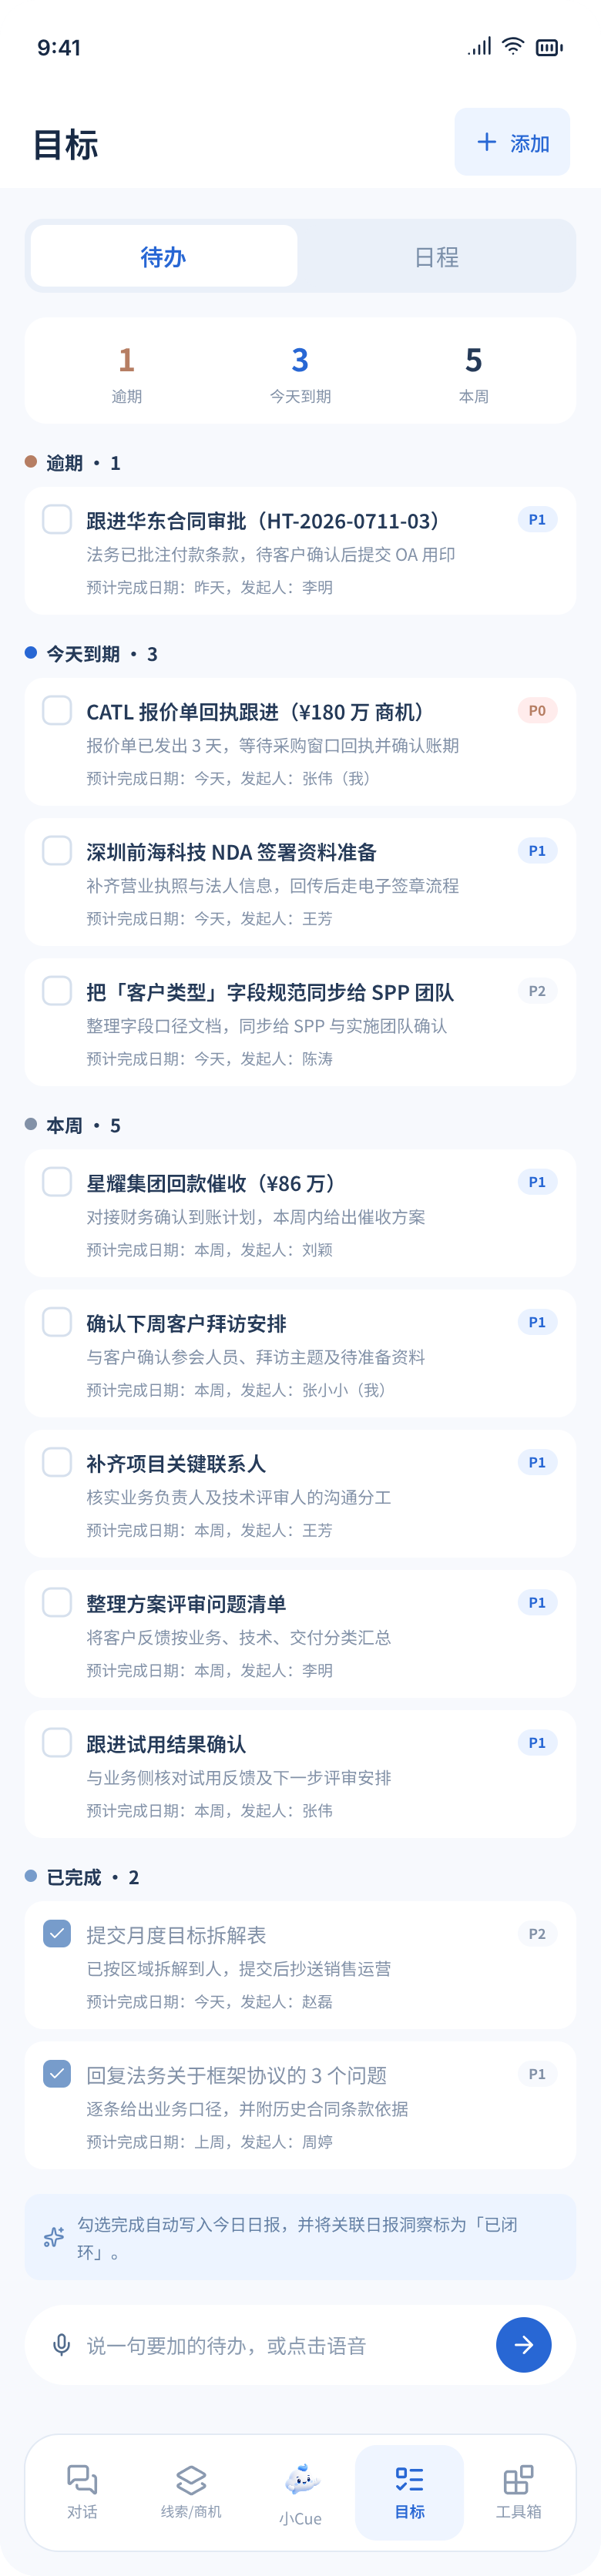 9:41
目标
添加
待办
日程
1
3
5
逾期
今天到期
本周
逾期 · 1
跟进华东合同审批（HT-2026-0711-03）
P1
法务已批注付款条款，待客户确认后提交 OA 用印
预计完成日期：昨天，发起人：李明
今天到期 · 3
CATL 报价单回执跟进（¥180 万 商机）
P0
报价单已发出 3 天，等待采购窗口回执并确认账期
预计完成日期：今天，发起人：张伟（我）
深圳前海科技 NDA 签署资料准备
P1
补齐营业执照与法人信息，回传后走电子签章流程
预计完成日期：今天，发起人：王芳
把「客户类型」字段规范同步给 SPP 团队
P2
整理字段口径文档，同步给 SPP 与实施团队确认
预计完成日期：今天，发起人：陈涛
本周 · 5
星耀集团回款催收（¥86 万）
P1
对接财务确认到账计划，本周内给出催收方案
预计完成日期：本周，发起人：刘颖
确认下周客户拜访安排
P1
与客户确认参会人员、拜访主题及待准备资料
预计完成日期：本周，发起人：张小小（我）
补齐项目关键联系人
P1
核实业务负责人及技术评审人的沟通分工
预计完成日期：本周，发起人：王芳
整理方案评审问题清单
P1
将客户反馈按业务、技术、交付分类汇总
预计完成日期：本周，发起人：李明
跟进试用结果确认
P1
与业务侧核对试用反馈及下一步评审安排
预计完成日期：本周，发起人：张伟
已完成 · 2
提交月度目标拆解表
P2
已按区域拆解到人，提交后抄送销售运营
预计完成日期：今天，发起人：赵磊
回复法务关于框架协议的 3 个问题
P1
逐条给出业务口径，并附历史合同条款依据
预计完成日期：上周，发起人：周婷
勾选完成自动写入今日日报，并将关联日报洞察标为「已闭
环」。
说一句要加的待办，或点击语音
对话
线索/商机
小Cue
目标
工具箱